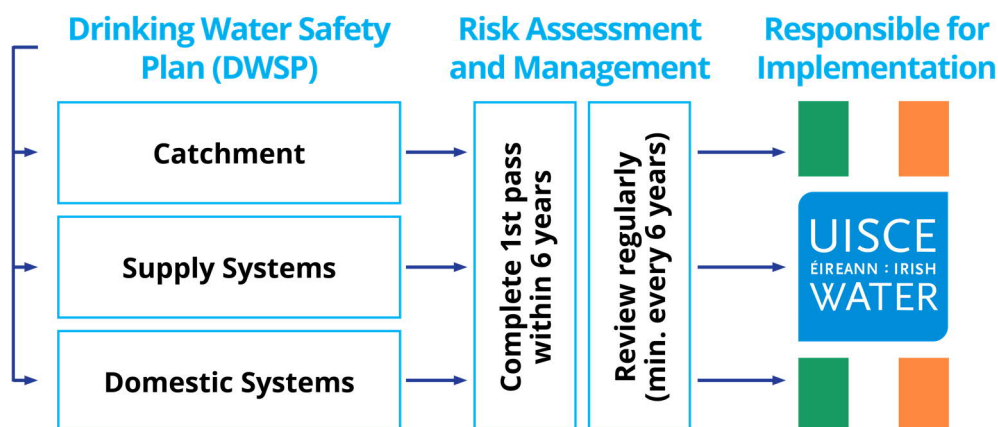 Drinking Water Safety
Plan (DWSP)
Risk Assessment
and Management
Responsible for
Implementation
Catchment
Supply Systems
Domestic Systems
Complete 1st pass
within 6 years
Review regularly
(min. every 6 years)
UISCE
ÉIREANN : IRISH
WATER